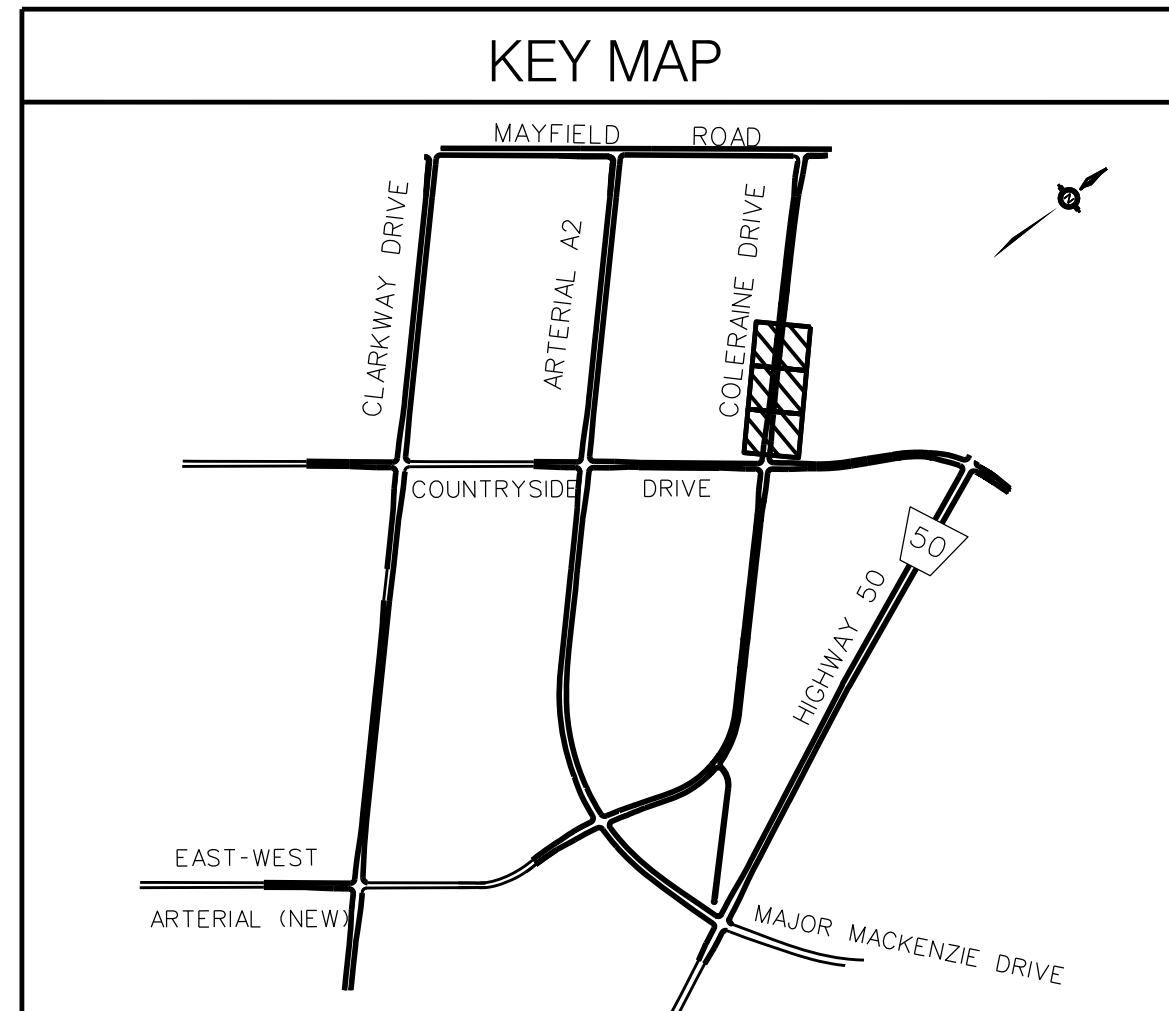 KEY MAP
MAYFIELD ROAD
CLARKWAY DRIVE
ARTERIAL A2
COLERAINE DRIVE
N
COUNTRYSIDE DRIVE
50
HIGHWAY 50
EAST-WEST
ARTERIAL (NEW)
MAJOR MACKENZIE DRIVE